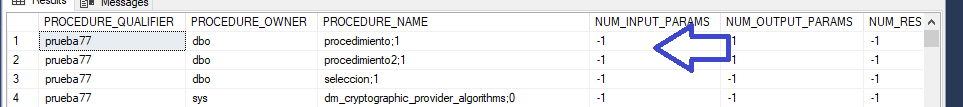 Results Messages
PROCEDURE_QUALIFIER PROCEDURE_OWNER PROCEDURE_NAME NUM_INPUT_PARAMS NUM_OUTPUT_PARAMS NUM_RES
1 prueba77 dbo procedimiento;1 -1 -1 -1
2 prueba77 dbo procedimiento2;1 -1 -1 -1
3 prueba77 dbo seleccion;1 -1 -1 -1
4 prueba77 sys dm_cryptographic_provider_algorithms;0 -1 -1 -1